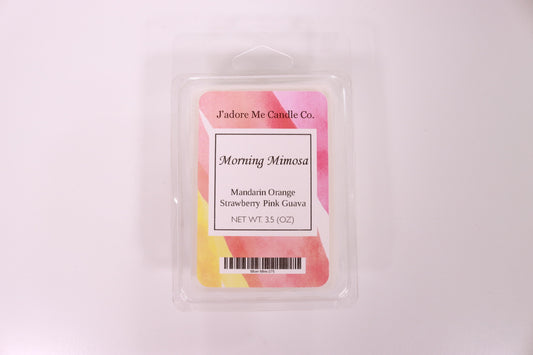 J'adore Me Candle Co.
Morning Mimosa
Mandarin Orange
Strawberry Pink Guava
NET WT. 3.5 (OZ)